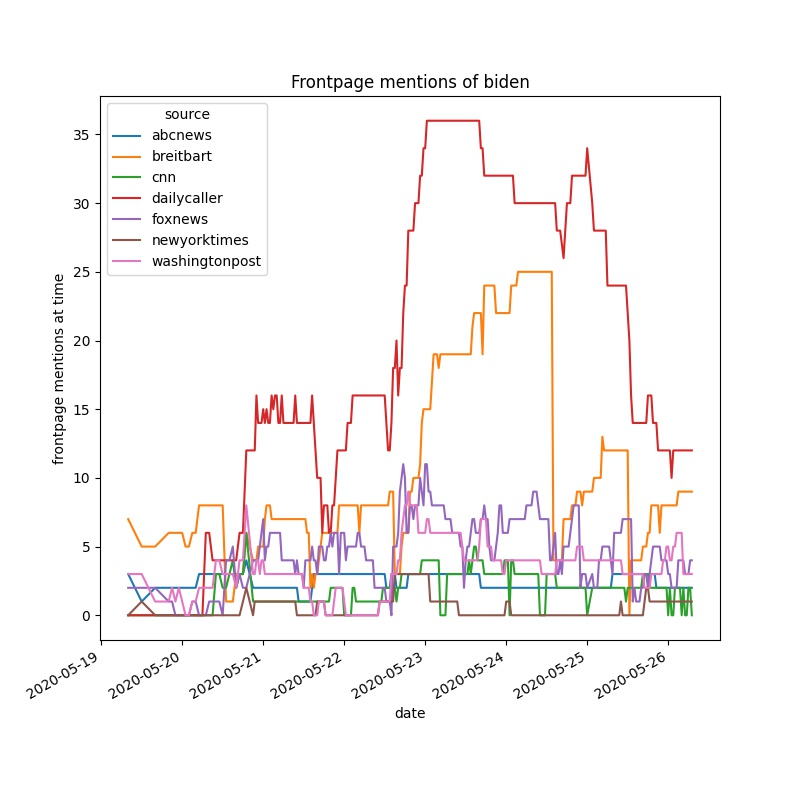 Frontpage mentions of biden
source
abcnews
breitbart
cnn
dailycaller
foxnews
newyorktimes
washingtonpost
frontpage mentions at time
35
30
25
20
15
10
5
0
2020-05-19
2020-05-20
2020-05-21
2020-05-22
2020-05-23
2020-05-24
2020-05-25
2020-05-26
date